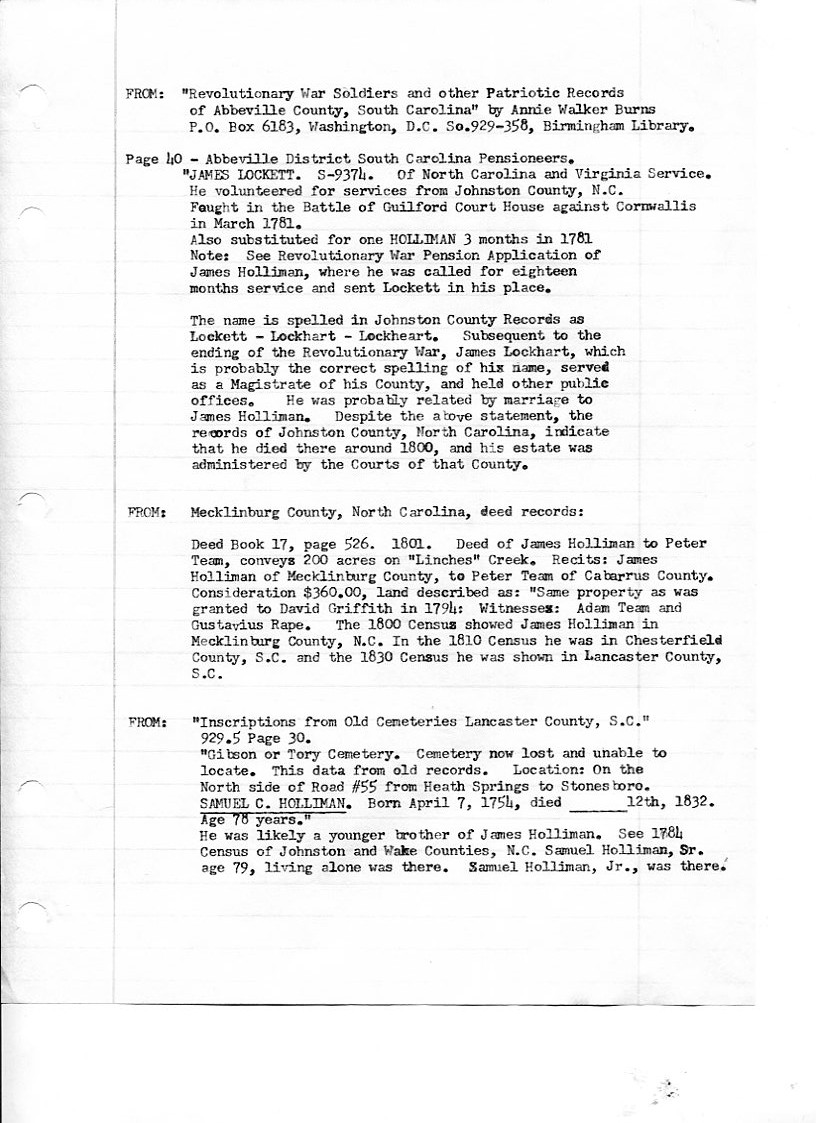 FROM: "Revolutionary War Soldiers and other Patriotic Records
of Abbeville County, South Carolina" by Annie Walker Burns
P.O. Box 6183, Washington, D.C. So.929-358, Birmingham Library.
Page 40 - Abbeville District South Carolina Pensioneers.
"JAMES LOCKETT. S-9374. Of North Carolina and Virginia Service.
He volunteered for services from Johnston County, N.C.
Fought in the Battle of Guilford Court House against Cornwallis
in March 1781.
Also substituted for one HOLLIMAN 3 months in 1781
Note: See Revolutionary War Pension Application of
James Holliman, where he was called for eighteen
months service and sent Lockett in his place.
The name is spelled in Johnston County Records as
Lockett - Lockhart - Lockheart. Subsequent to the
ending of the Revolutionary War, James Lockhart, which
is probably the correct spelling of his name, served
as a Magistrate of his County, and held other public
offices. He was probably related by marriage to
James Holliman. Despite the above statement, the
records of Johnston County, North Carolina, indicate
that he died there around 1800, and his estate was
administered by the Courts of that County.
FROM: Mecklinburg County, North Carolina, deed records:
Deed Book 17, page 526. 1801. Deed of James Holliman to Peter
Team, conveys 200 acres on "Linches" Creek. Recits: James
Holliman of Mecklinburg County, to Peter Team of Cabarrus County.
Consideration $360.00, land described as: "Same property as was
granted to David Griffith in 1794: Witnesses: Adam Team and
Gustavius Rape. The 1800 Census showed James Holliman in
Mecklinburg County, N.C. In the 1810 Census he was in Chesterfield
County, S.C. and the 1830 Census he was shown in Lancaster County,
S.C.
FROM: "Inscriptions from Old Cemeteries Lancaster County, S.C."
929.5 Page 30.
"Gibson or Tory Cemetery. Cemetery now lost and unable to
locate. This data from old records. Location: On the
North side of Road #55 from Heath Springs to Stonesboro.
SAMUEL C. HOLLIMAN. Born April 7, 1754, died ______12th, 1832.
Age 78 years."
He was likely a younger brother of James Holliman. See 1784
Census of Johnston and Wake Counties, N.C. Samuel Holliman, Sr.
age 79, living alone was there. Samuel Holliman, Jr., was there.